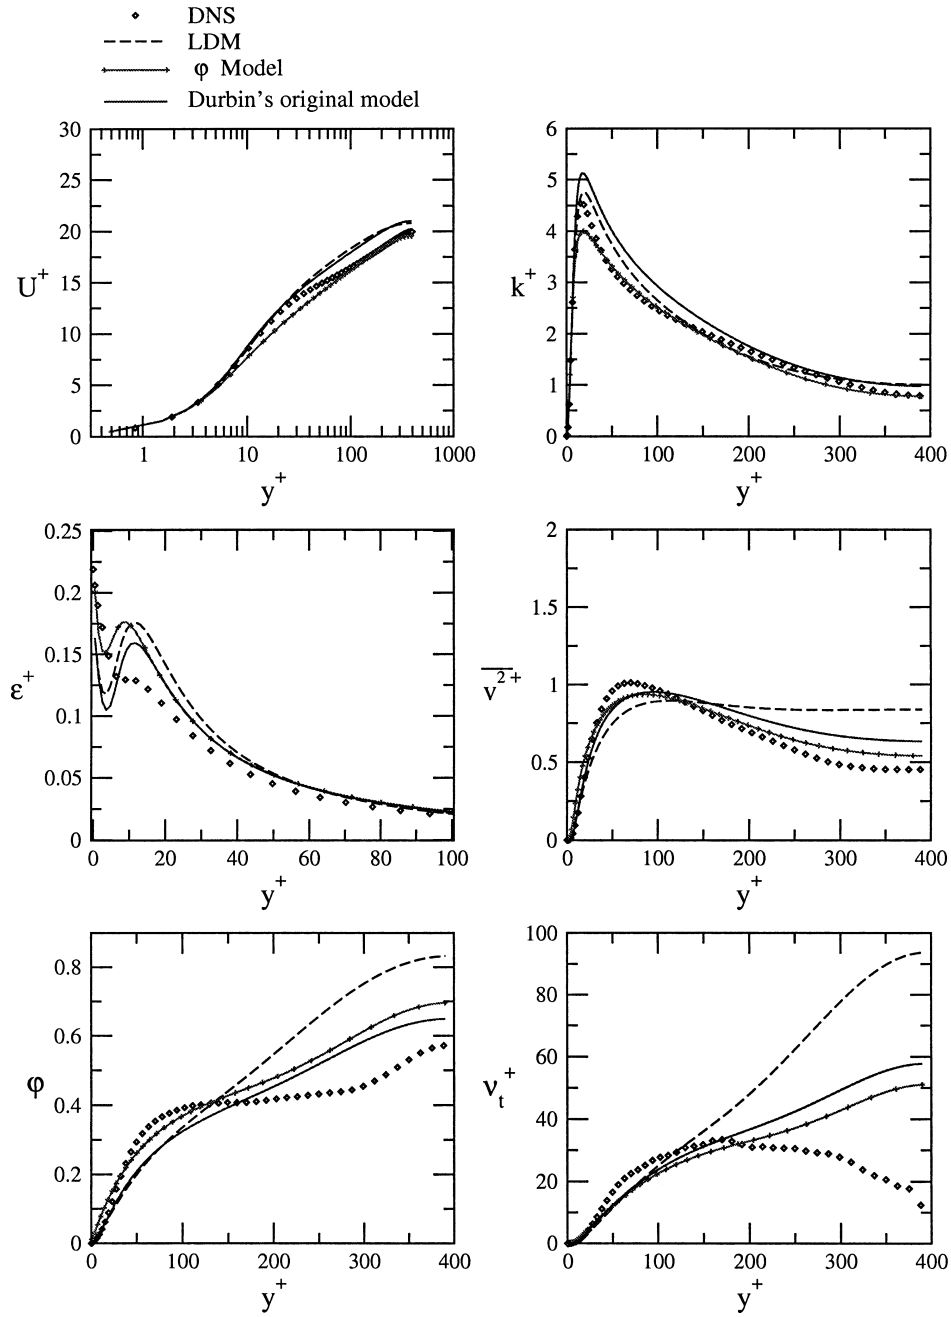 DNS
LDM
φ Model
Durbin's original model
30
25
20
15
10
5
0
U+
1 10 100 1000
y+
6
5
4
3
2
1
0
k+
0 100 200 300 400
y+
0.25
0.2
0.15
0.1
0.05
0
ε+
0 20 40 60 80 100
y+
2
1.5
1
0.5
0
v2+
0 100 200 300 400
y+
0.8
0.6
0.4
0.2
0
φ
0 100 200 300 400
y+
100
80
60
40
20
0
νt+
0 100 200 300 400
y+